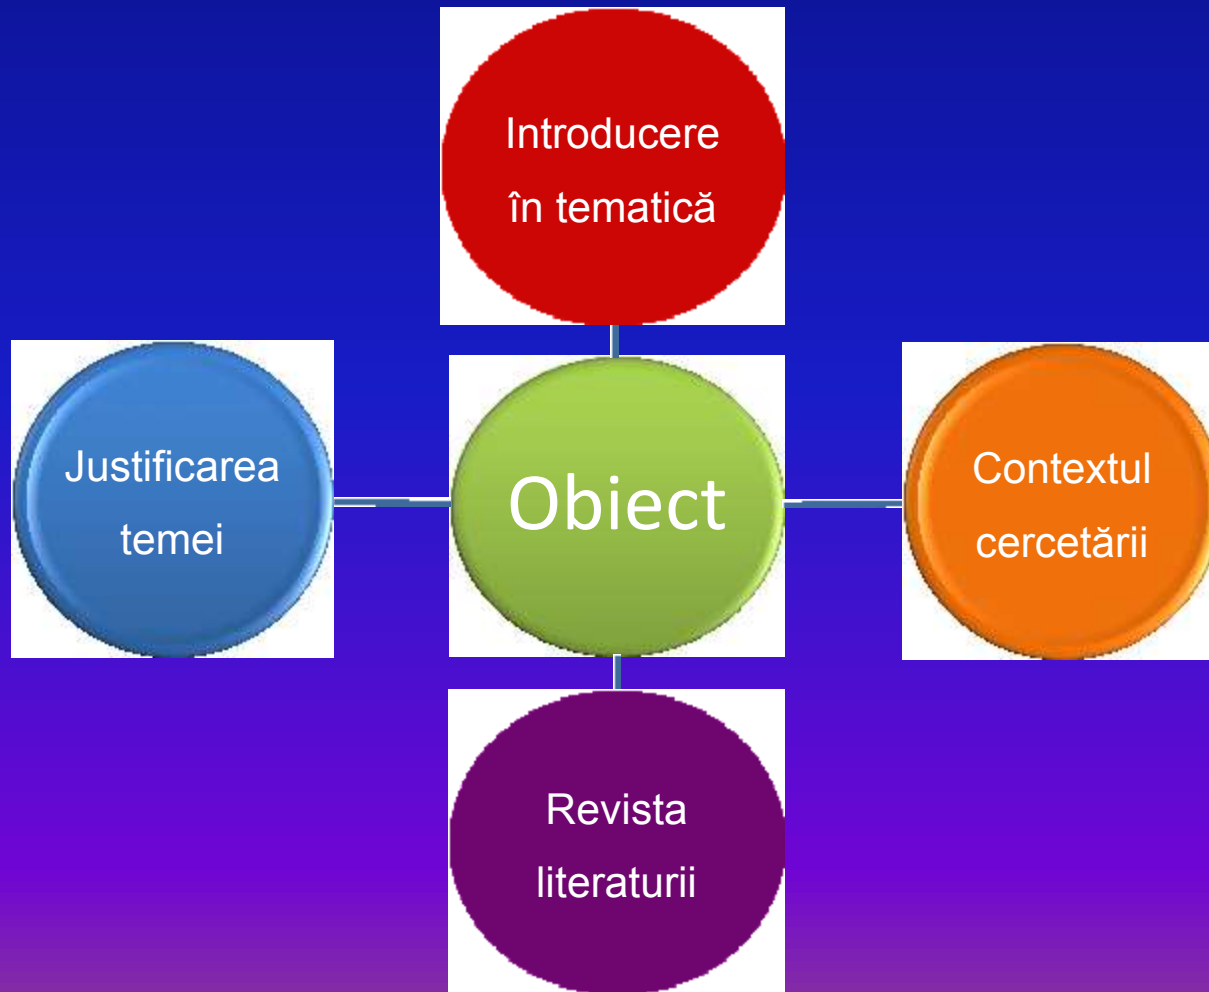 Introducere
în tematică
Justificarea
temei
Obiect
Contextul
cercetării
Revista
literaturii